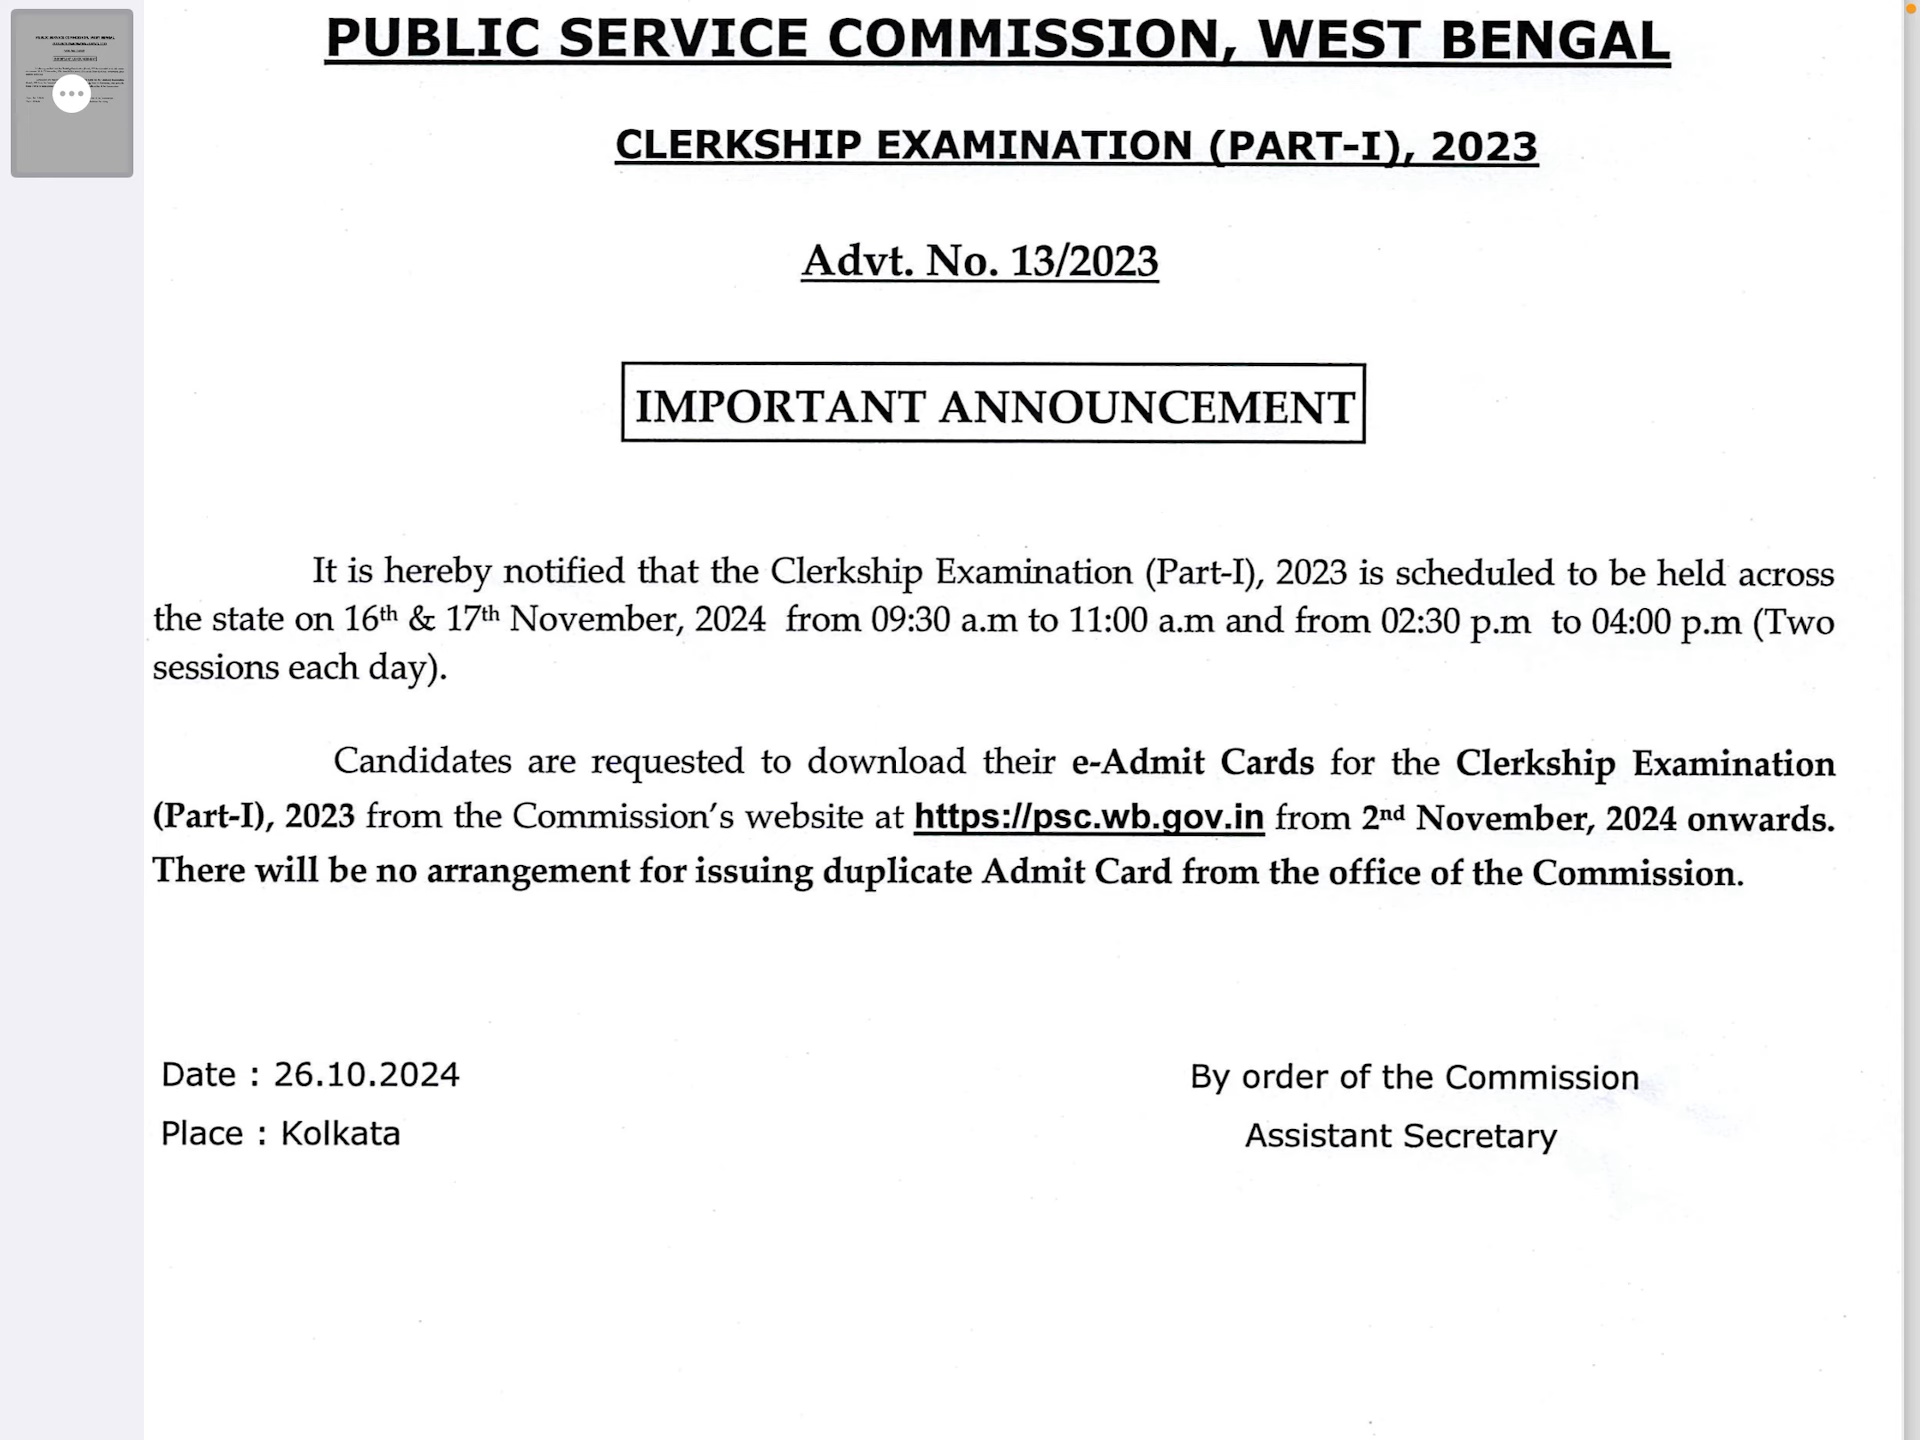 PUBLIC SERVICE COMMISSION, WEST BENGAL
CLERKSHIP EXAMINATION (PART-I), 2023
Advt. No. 13/2023
IMPORTANT ANNOUNCEMENT
It is hereby notified that the Clerkship Examination (Part-I), 2023 is scheduled to be held across
the state on 16th & 17th November, 2024 from 09:30 a.m to 11:00 a.m and from 02:30 p.m to 04:00 p.m (Two
sessions each day).
Candidates are requested to download their e-Admit Cards for the Clerkship Examination
(Part-I), 2023 from the Commission's website at https://psc.wb.gov.in from 2nd November, 2024 onwards.
There will be no arrangement for issuing duplicate Admit Card from the office of the Commission.
Date : 26.10.2024
Place : Kolkata
By order of the Commission
Assistant Secretary